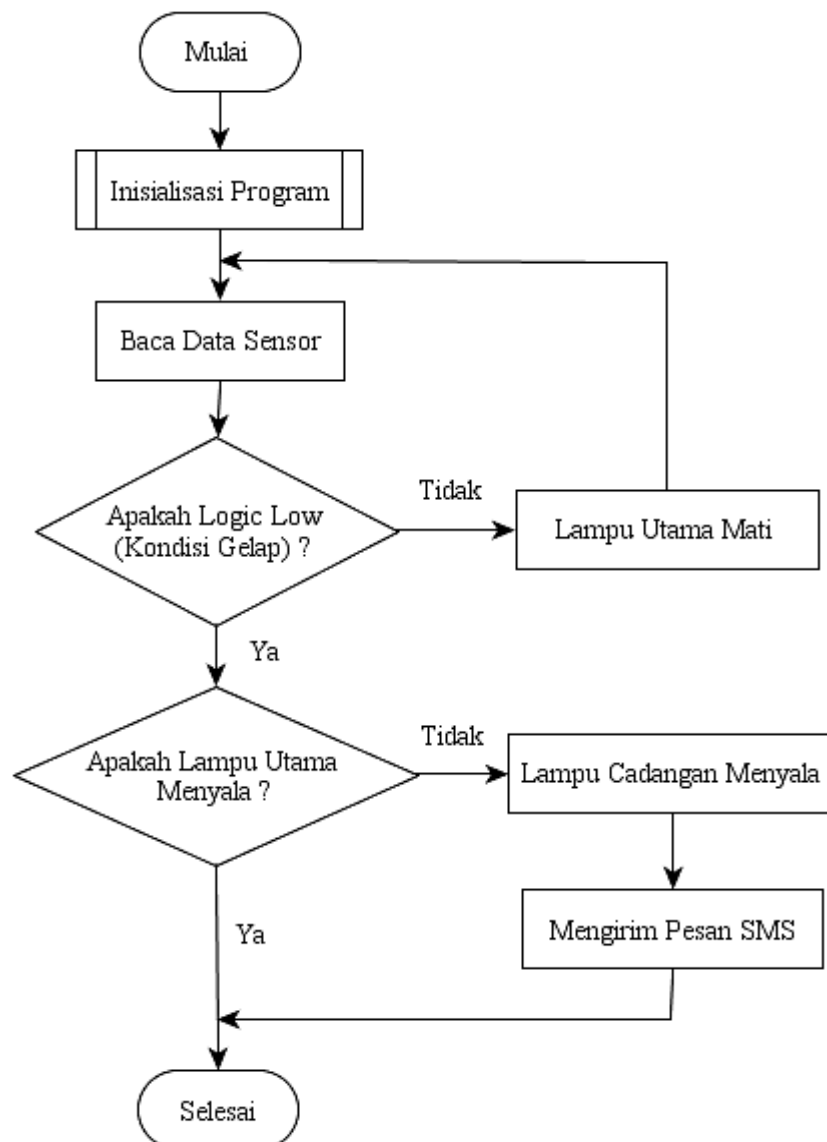 Mulai
Inisialisasi Program
Baca Data Sensor
Apakah Logic Low
(Kondisi Gelap) ?
Tidak
Lampu Utama Mati
Ya
Apakah Lampu Utama
Menyala ?
Tidak
Lampu Cadangan Menyala
Mengirim Pesan SMS
Ya
Selesai